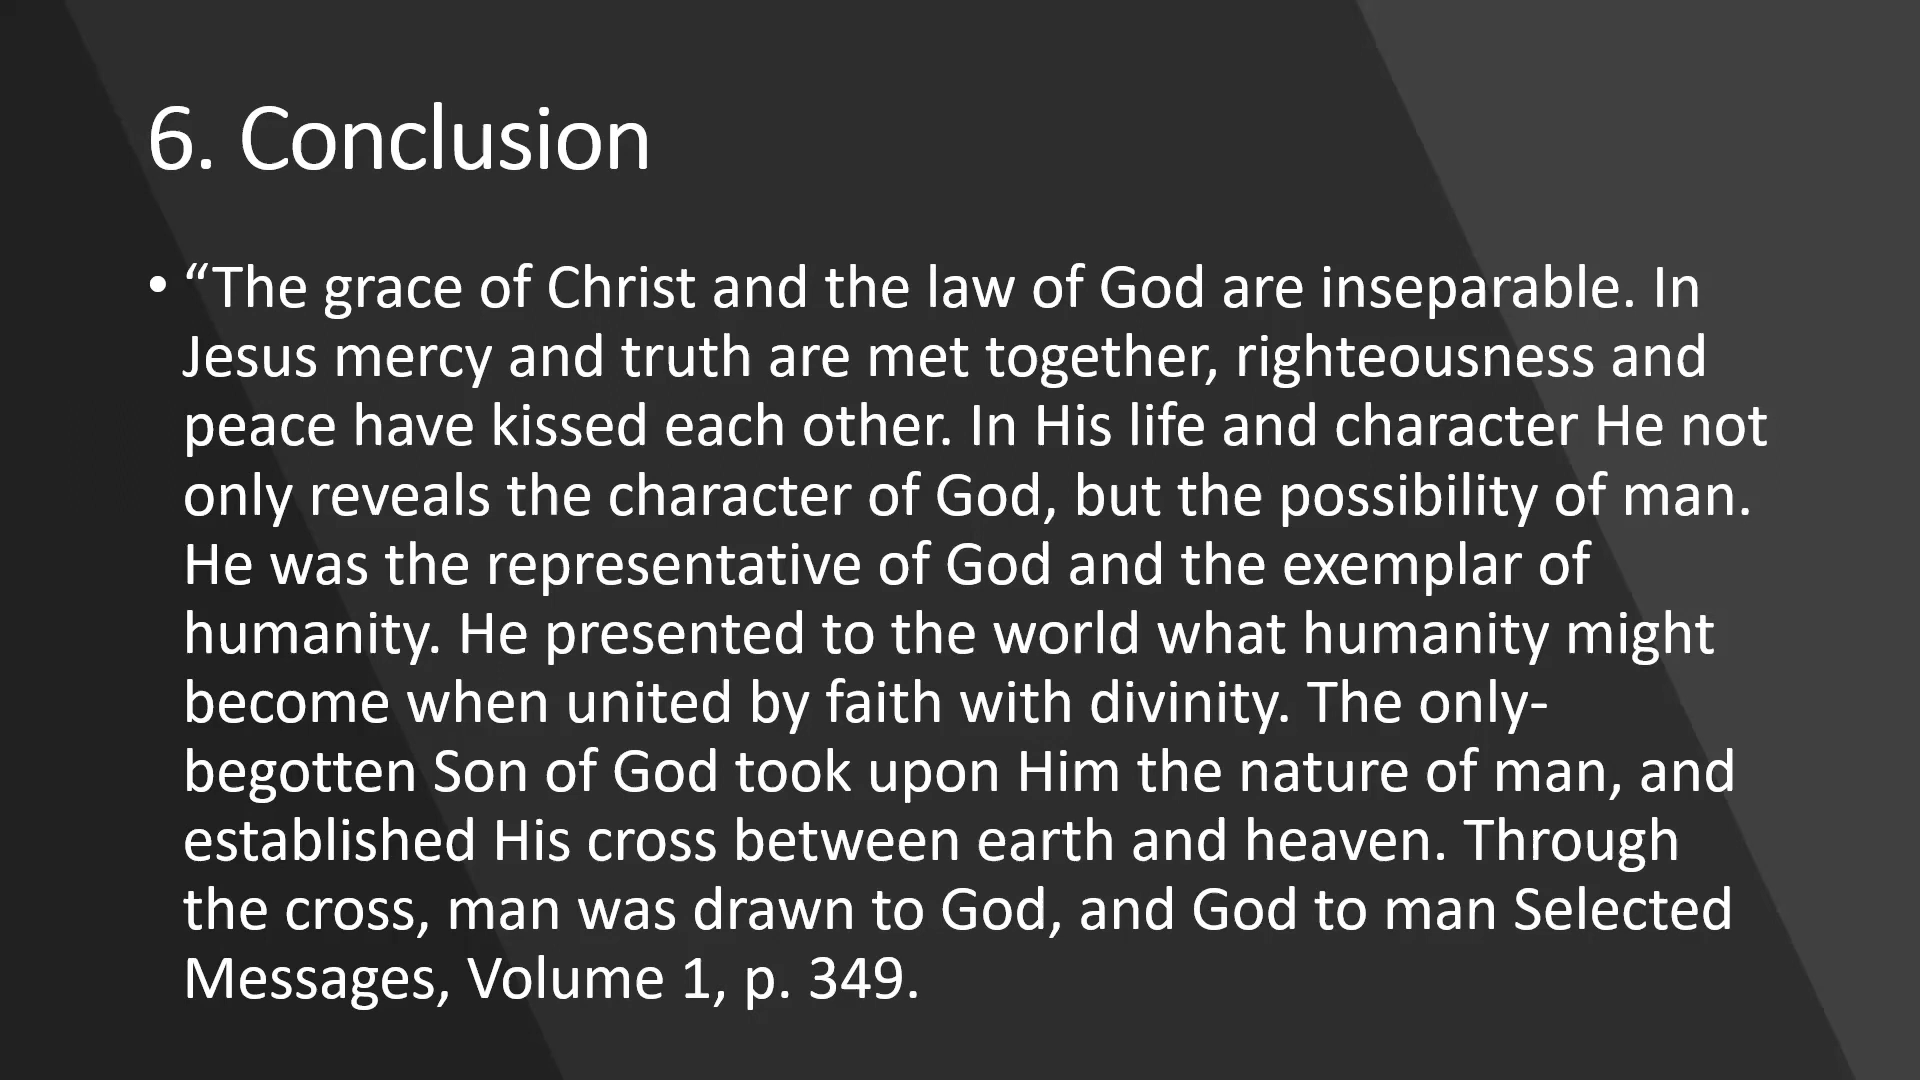 6. Conclusion
• “The grace of Christ and the law of God are inseparable. In
Jesus mercy and truth are met together, righteousness and
peace have kissed each other. In His life and character He not
only reveals the character of God, but the possibility of man.
He was the representative of God and the exemplar of
humanity. He presented to the world what humanity might
become when united by faith with divinity. The only-
begotten Son of God took upon Him the nature of man, and
established His cross between earth and heaven. Through
the cross, man was drawn to God, and God to man Selected
Messages, Volume 1, p. 349.